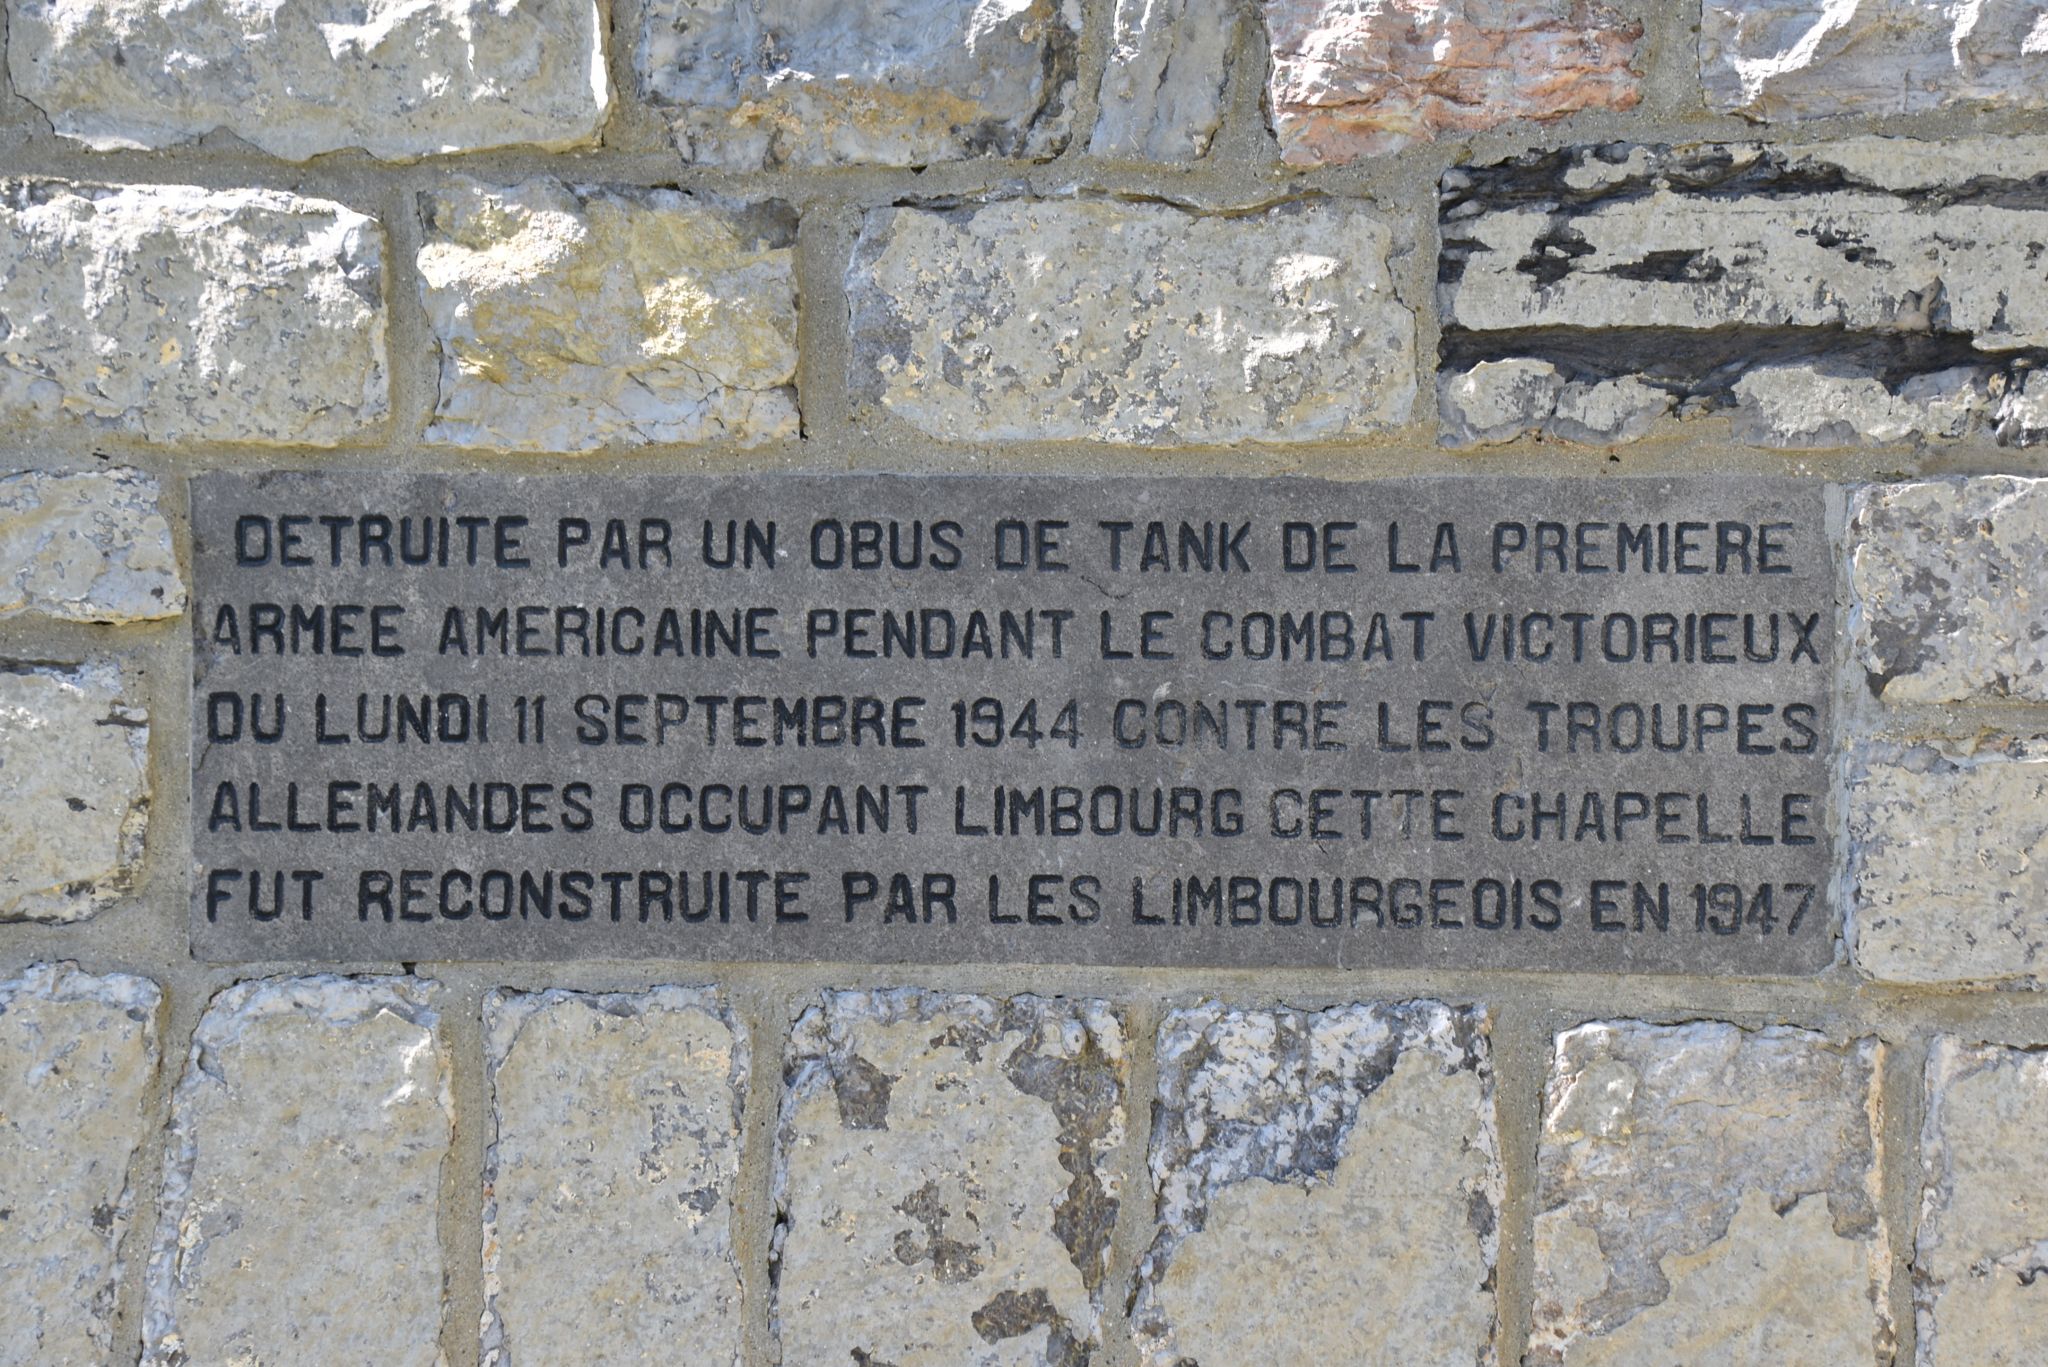 DETRUITE PAR UN OBUS DE TANK DE LA PREMIERE
ARMEE AMERICAINE PENDANT LE COMBAT VICTORIEUX
DU LUNDI 11 SEPTEMBRE 1944 CONTRE LES TROUPES
ALLEMANDES OCCUPANT LIMBOURG CETTE CHAPELLE
FUT RECONSTRUITE PAR LES LIMBOURGEOIS EN 1947